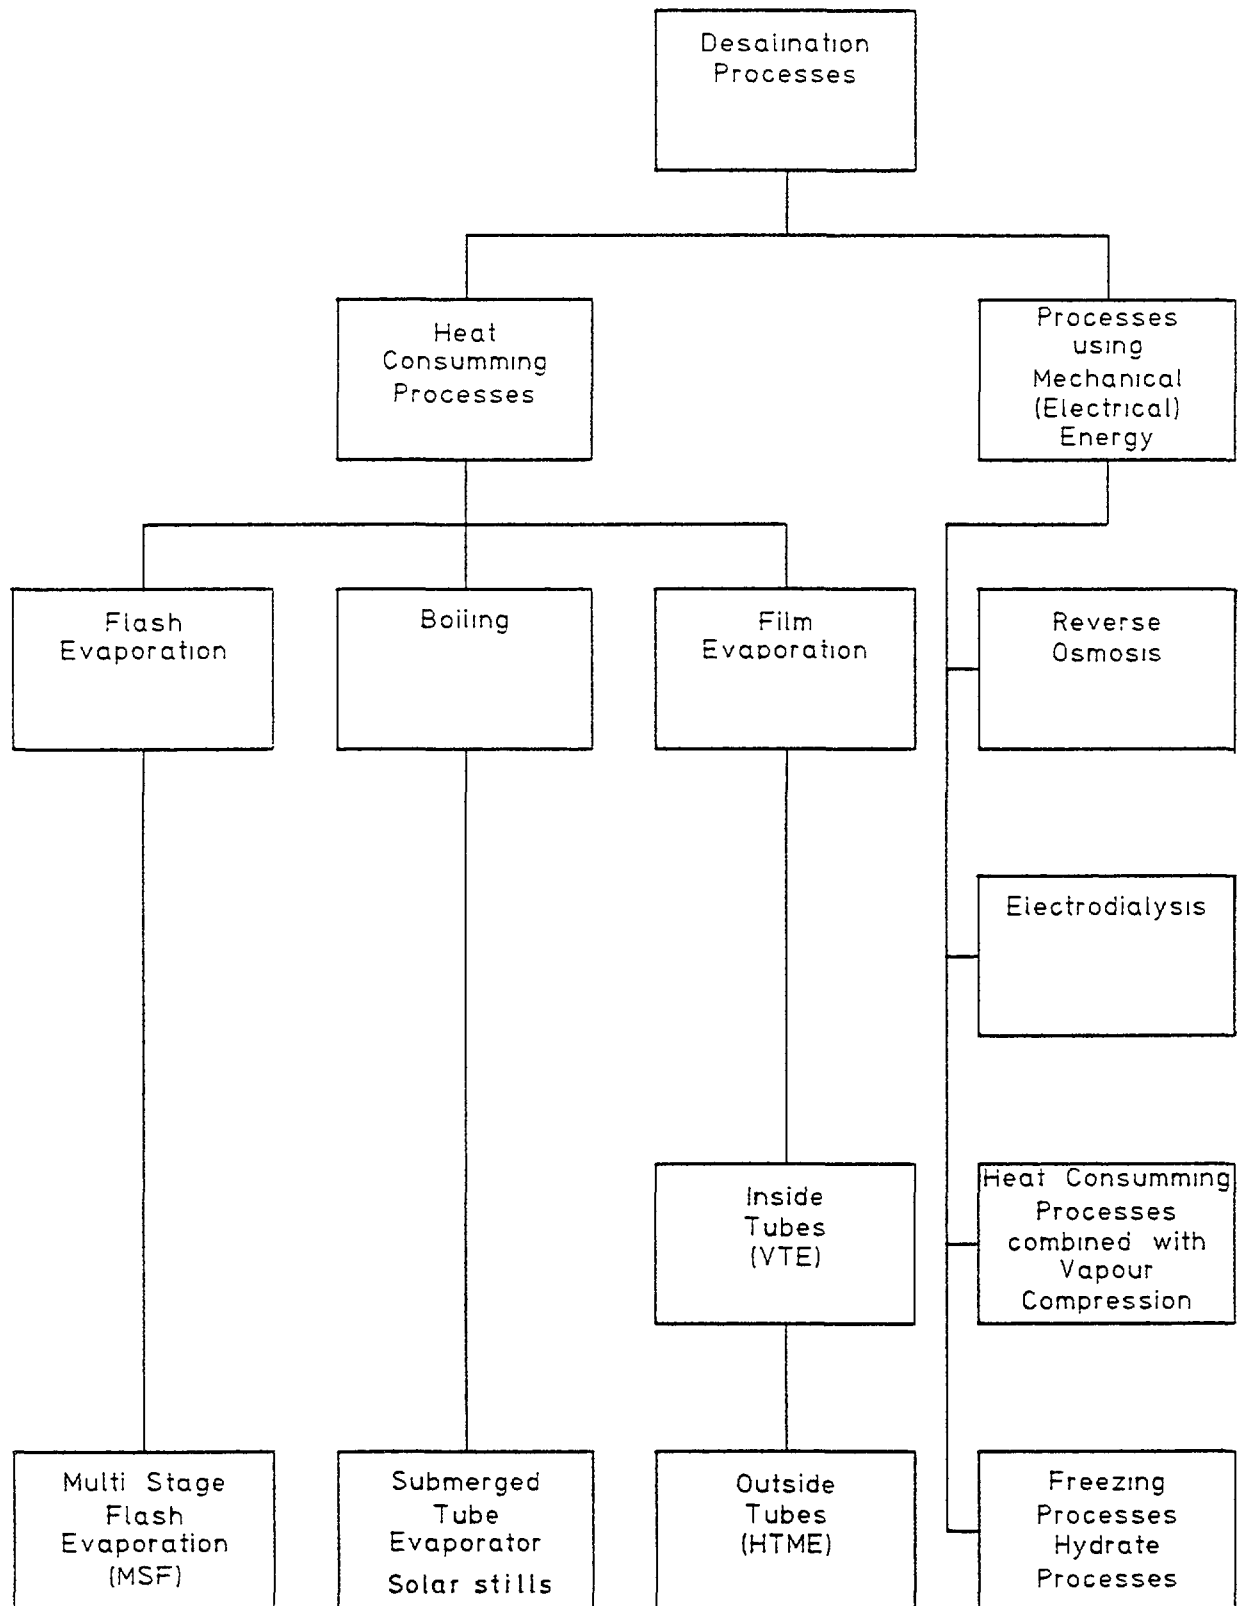 Desalination
Processes
Heat
Consumming
Processes
Processes
using
Mechanical
(Electrical)
Energy
Flash
Evaporation
Boiling
Film
Evaporation
Reverse
Osmosis
Electrodialysis
Inside
Tubes
(VTE)
Heat Consumming
Processes
combined with
Vapour
Compression
Multi Stage
Flash
Evaporation
(MSF)
Submerged
Tube
Evaporator
Solar stills
Outside
Tubes
(HTME)
Freezing
Processes
Hydrate
Processes